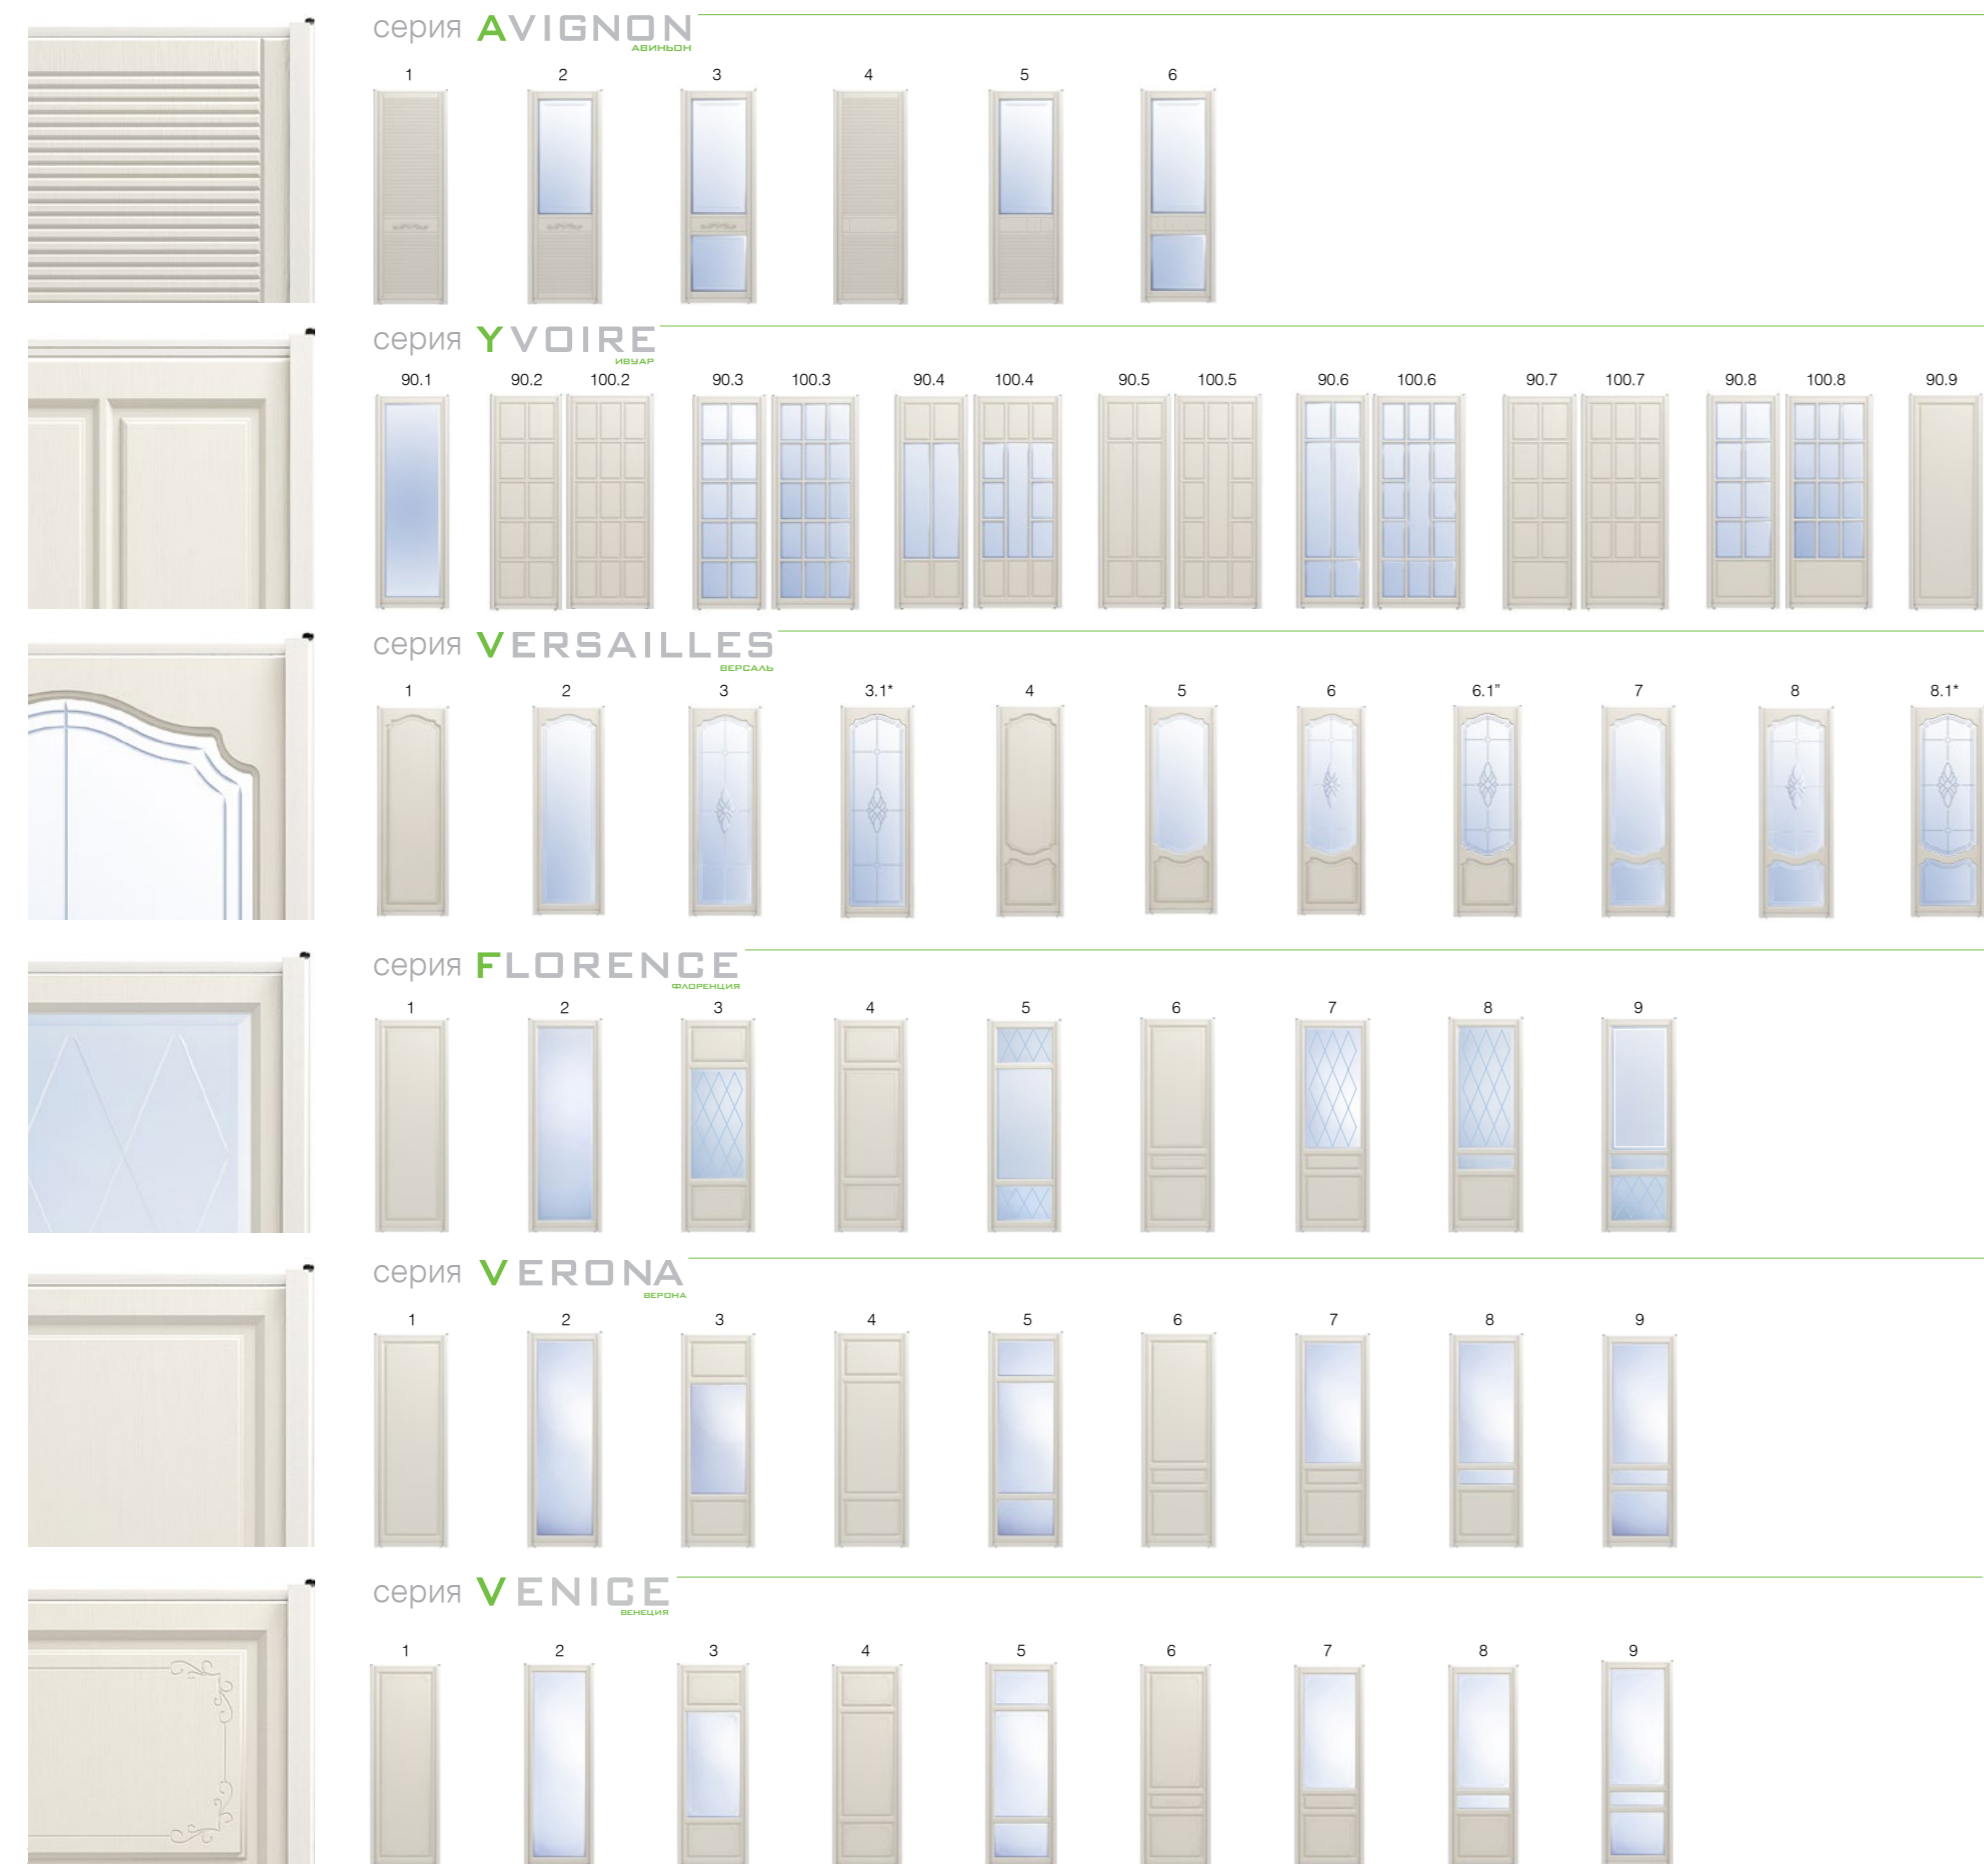 серия AVIGNON
АВИНЬОН
1 2 3 4 5 6
серия YVOIRE
ИВУАР
90.1 90.2 100.2 90.3 100.3 90.4 100.4 90.5 100.5 90.6 100.6 90.7 100.7 90.8 100.8 90.9
серия VERSAILLES
ВЕРСАЛЬ
1 2 3 3.1* 4 5 6 6.1” 7 8 8.1*
серия FLORENCE
ФЛОРЕНЦИЯ
1 2 3 4 5 6 7 8 9
серия VERONA
ВЕРОНА
1 2 3 4 5 6 7 8 9
серия VENICE
ВЕНЕЦИЯ
1 2 3 4 5 6 7 8 9